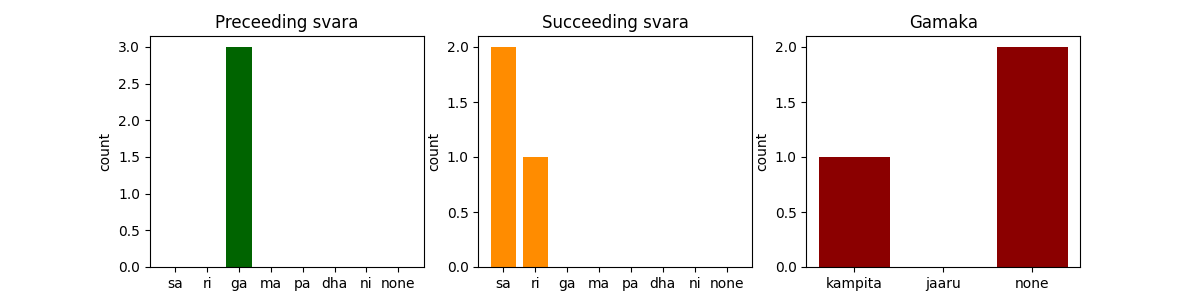 Preceeding svara
count
3.0
2.5
2.0
1.5
1.0
0.5
0.0
sa ri ga ma pa dha ni none
Succeeding svara
count
2.0
1.5
1.0
0.5
0.0
sa ri ga ma pa dha ni none
Gamaka
count
2.0
1.5
1.0
0.5
0.0
kampita jaaru none